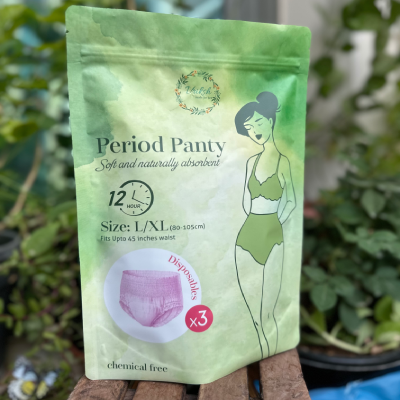 Period Panty
Soft and naturally absorbent
12
HOUR
Size: L/XL (80-105cm)
Fits Upto 45 inches waist
Disposables
x3
chemical free